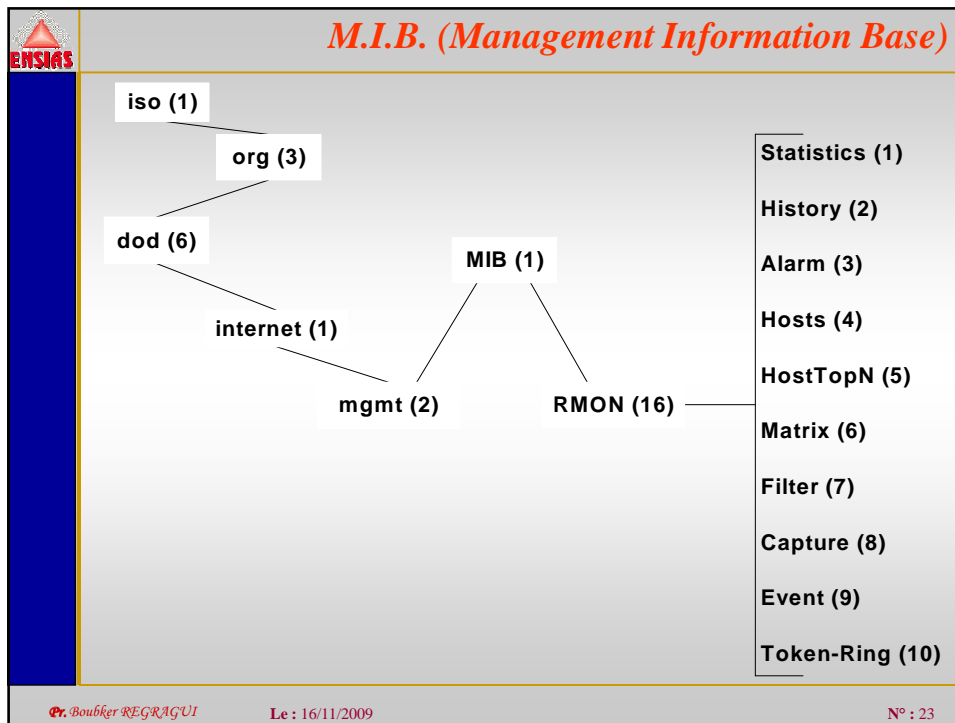 ENSIAS
M.I.B. (Management Information Base)
iso (1)
org (3)
dod (6)
internet (1)
mgmt (2)
MIB (1)
RMON (16)
Statistics (1)
History (2)
Alarm (3)
Hosts (4)
HostTopN (5)
Matrix (6)
Filter (7)
Capture (8)
Event (9)
Token-Ring (10)
Pr. Boubker REGRAGUI
Le : 16/11/2009
N° : 23